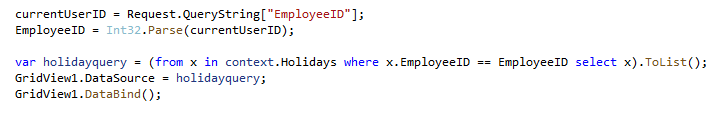 currentUserID = Request.QueryString["EmployeeID"];
EmployeeID = Int32.Parse(currentUserID);
var holidayquery = (from x in context.Holidays where x.EmployeeID == EmployeeID select x).ToList();
GridView1.DataSource = holidayquery;
GridView1.DataBind();